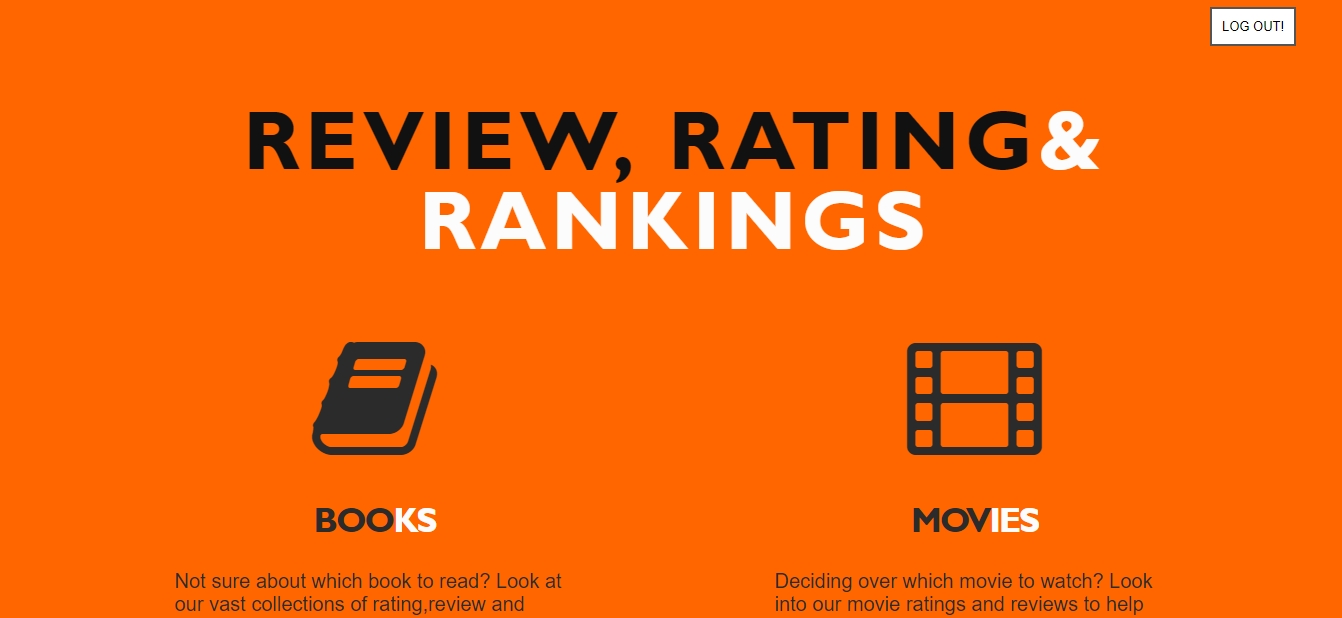 LOG OUT!
REVIEW, RATING&
RANKINGS
BOOKS
MOVIES
Not sure about which book to read? Look at
our vast collections of rating,review and
Deciding over which movie to watch? Look
into our movie ratings and reviews to help